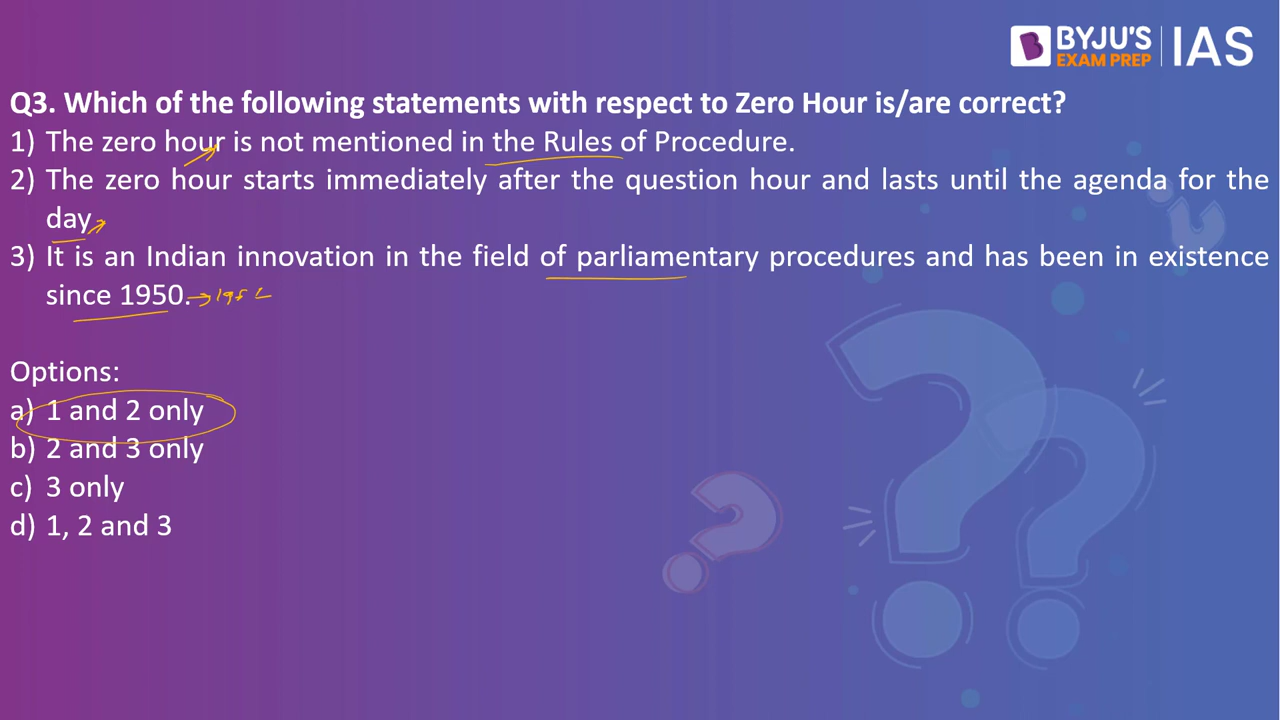 BYJU'S
EXAM PREP
IAS
Q3. Which of the following statements with respect to Zero Hour is/are correct?
1) The zero hour is not mentioned in the Rules of Procedure.
2) The zero hour starts immediately after the question hour and lasts until the agenda for the
day.
3) It is an Indian innovation in the field of parliamentary procedures and has been in existence
since 1950.
Options:
a) 1 and 2 only
b) 2 and 3 only
c) 3 only
d) 1, 2 and 3